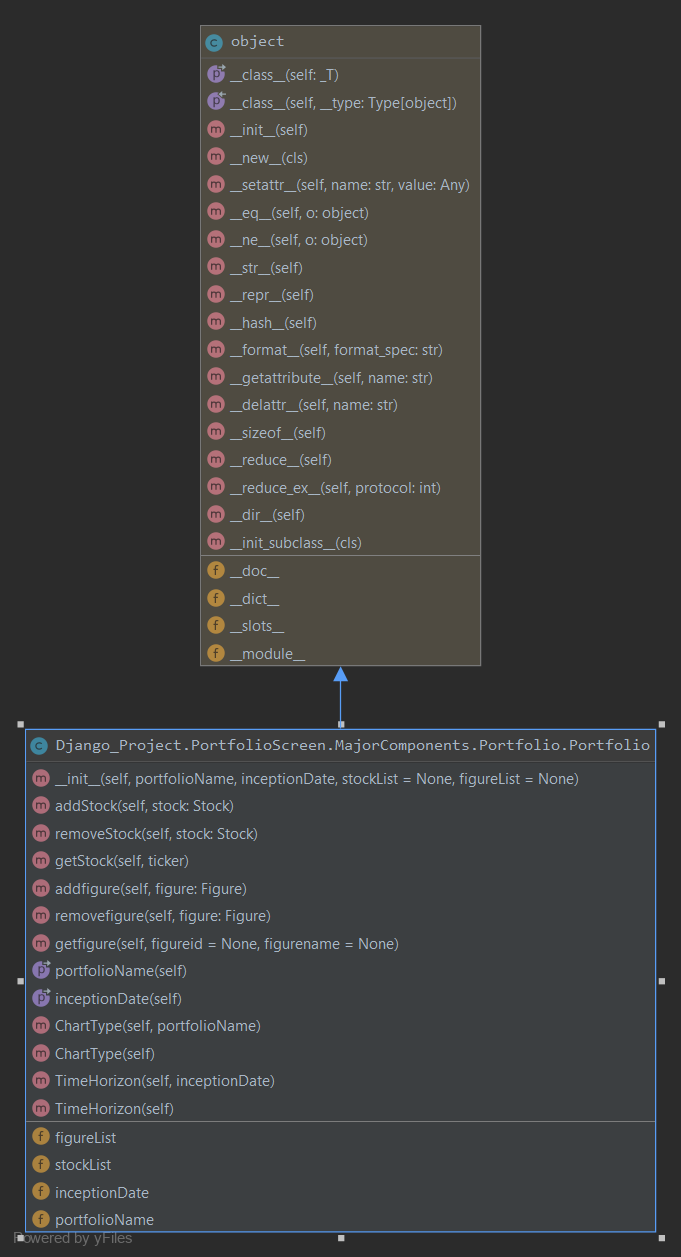 object
__class__(self: _T)
__class__(self, __type: Type[object])
__init__(self)
__new__(cls)
__setattr__(self, name: str, value: Any)
__eq__(self, o: object)
__ne__(self, o: object)
__str__(self)
__repr__(self)
__hash__(self)
__format__(self, format_spec: str)
__getattribute__(self, name: str)
__delattr__(self, name: str)
__sizeof__(self)
__reduce__(self)
__reduce_ex__(self, protocol: int)
__dir__(self)
__init_subclass__(cls)
__doc__
__dict__
__slots__
__module__
Django_Project.PortfolioScreen.MajorComponents.Portfolio.Portfolio
__init__(self, portfolioName, inceptionDate, stockList = None, figureList = None)
addStock(self, stock: Stock)
removeStock(self, stock: Stock)
getStock(self, ticker)
addfigure(self, figure: Figure)
removefigure(self, figure: Figure)
getfigure(self, figureid = None, figurename = None)
portfolioName(self)
inceptionDate(self)
ChartType(self, portfolioName)
ChartType(self)
TimeHorizon(self, inceptionDate)
TimeHorizon(self)
figureList
stockList
inceptionDate
portfolioName
Powered by yFiles